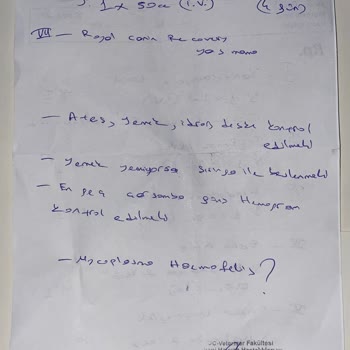 1x 50cc (i.v.) (4 gün)
VII — Royal canin Recovery
yaş mama
— Ateş, yemek, idrar, dışkı kontrol
edilmeli
— Yemek yemiyorsa şırınga ile beslenmeli
— En geç çarşamba günü Hemogram
kontrol edilmeli
— Mycoplasma Haemofelis?
Veteriner Fakültesi